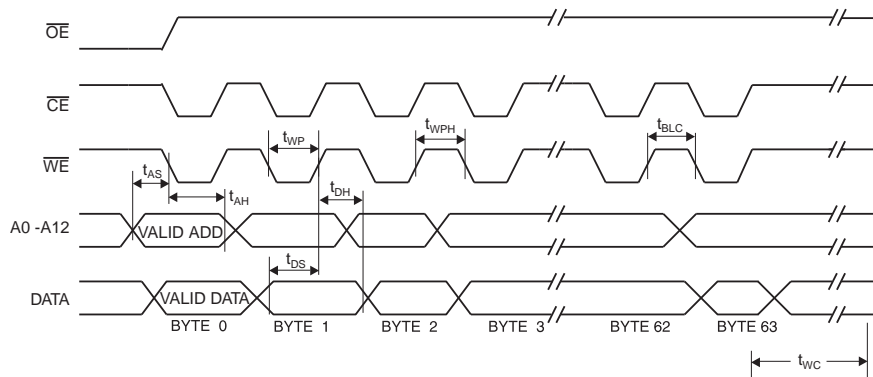 OE
CE
tWP
tWPH
tBLC
WE
tAS
tAH
tDH
A0 -A12
VALID ADD
tDS
DATA
VALID DATA
BYTE 0
BYTE 1
BYTE 2
BYTE 3
BYTE 62
BYTE 63
tWC